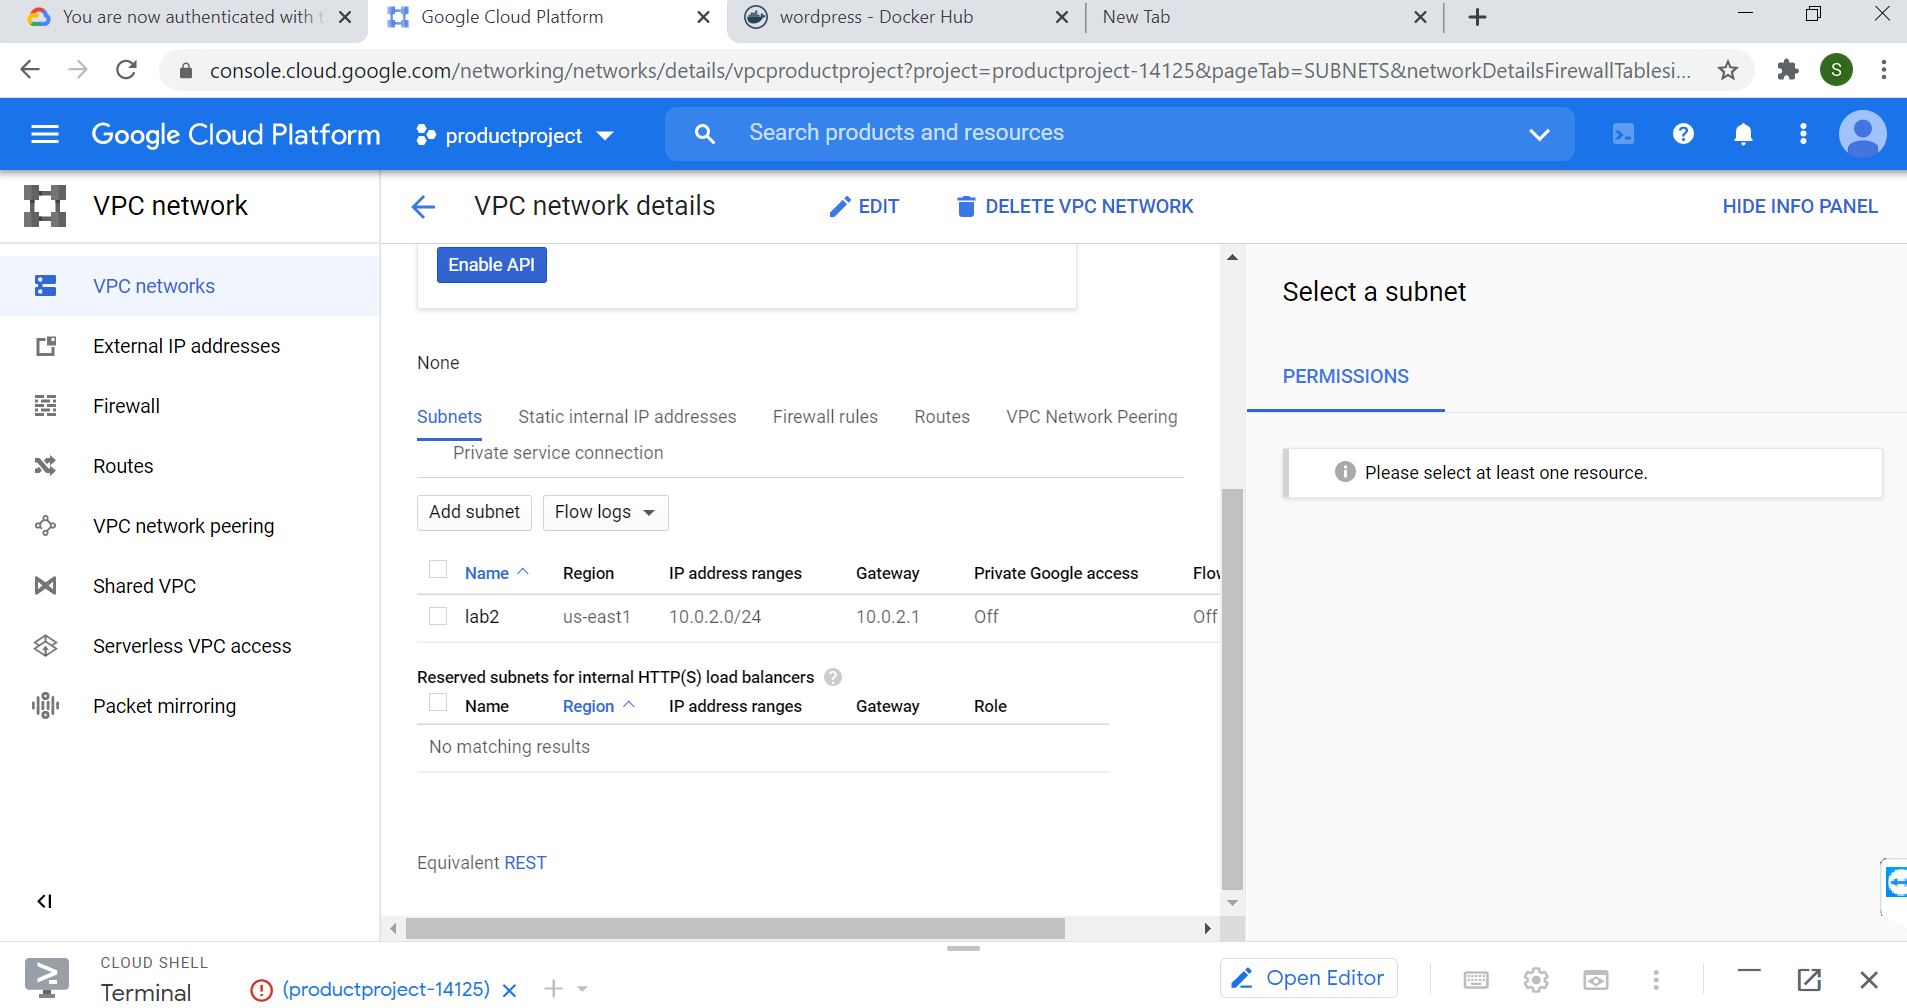 You are now authenticated with t
Google Cloud Platform
wordpress - Docker Hub
New Tab
console.cloud.google.com/networking/networks/details/vpcproductproject?project=productproject-14125&pageTab=SUBNETS&networkDetailsFirewallTablesi...
S
Google Cloud Platform
productproject
Search products and resources
VPC network
VPC network details
EDIT
DELETE VPC NETWORK
HIDE INFO PANEL
VPC networks
External IP addresses
Firewall
Routes
VPC network peering
Shared VPC
Serverless VPC access
Packet mirroring
Enable API
None
Subnets Static internal IP addresses Firewall rules Routes VPC Network Peering
Private service connection
Add subnet Flow logs
Name Region IP address ranges Gateway Private Google access Flov
lab2 us-east1 10.0.2.0/24 10.0.2.1 Off Off
Reserved subnets for internal HTTP(S) load balancers
Name Region IP address ranges Gateway Role
No matching results
Equivalent REST
Select a subnet
PERMISSIONS
Please select at least one resource.
CLOUD SHELL
Terminal
(productproject-14125)
Open Editor